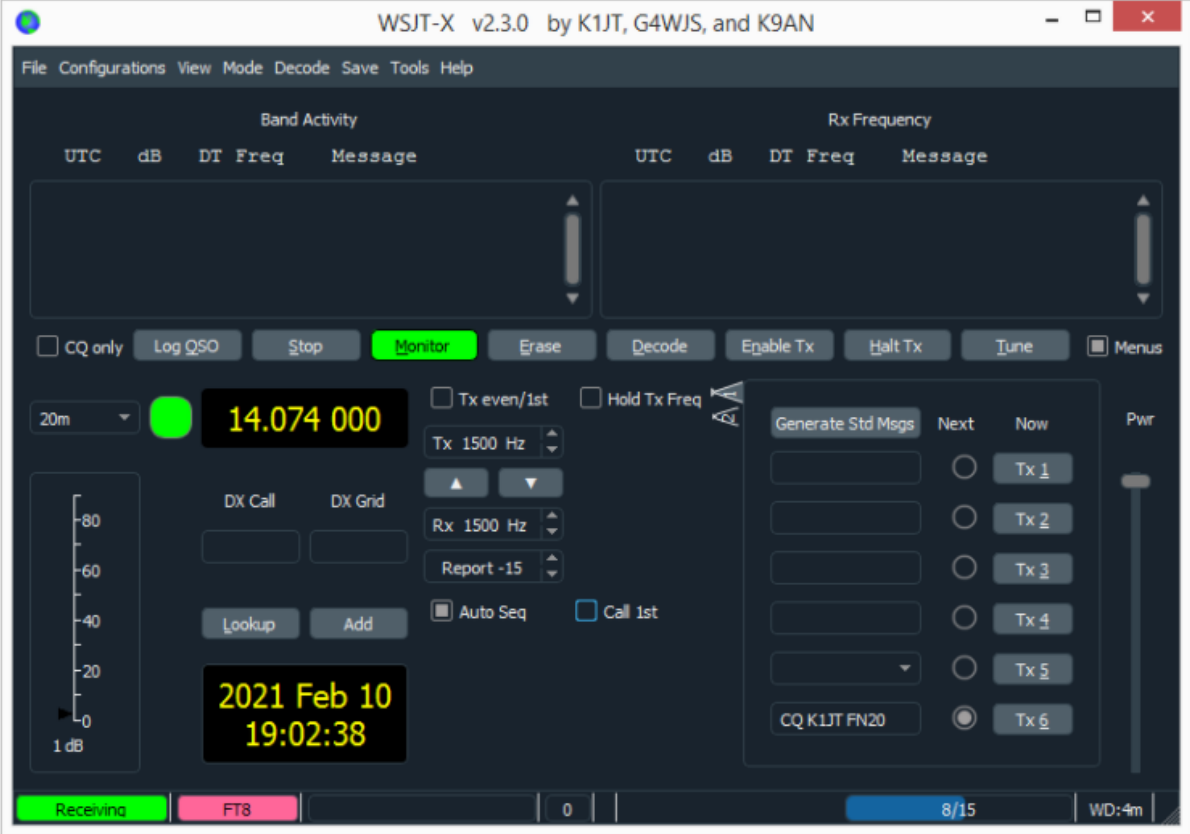 WSJT-X v2.3.0 by K1JT, G4WJS, and K9AN
File Configurations View Mode Decode Save Tools Help
Band Activity
UTC dB DT Freq Message
Rx Frequency
UTC dB DT Freq Message
CQ only Log QSO Stop Monitor Erase Decode Enable Tx Halt Tx Tune Menus
20m
14.074 000
Tx even/1st
Hold Tx Freq
Tx 1500 Hz
DX Call DX Grid
Rx 1500 Hz
Report -15
Lookup Add
Auto Seq
Call 1st
2021 Feb 10
19:02:38
80
60
40
20
0
1 dB
Generate Std Msgs Next Now
Tx 1
Tx 2
Tx 3
Tx 4
Tx 5
CQ K1JT FN20 Tx 6
Pwr
Receiving FT8 0 8/15 WD:4m